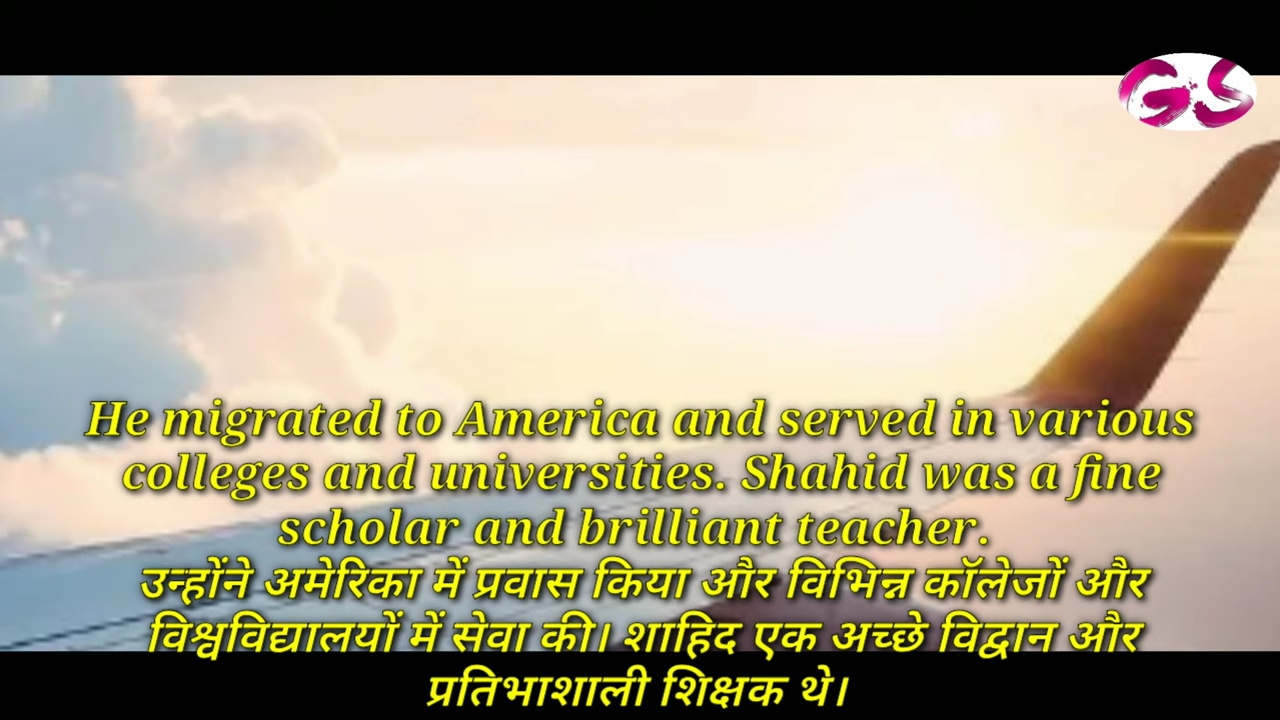 G.S
He migrated to America and served in various
colleges and universities. Shahid was a fine
scholar and brilliant teacher.
उन्होंने अमेरिका में प्रवास किया और विभिन्न कॉलेजों और
विश्वविद्यालयों में सेवा की। शाहिद एक अच्छे विद्वान और
प्रतिभाशाली शिक्षक थे।